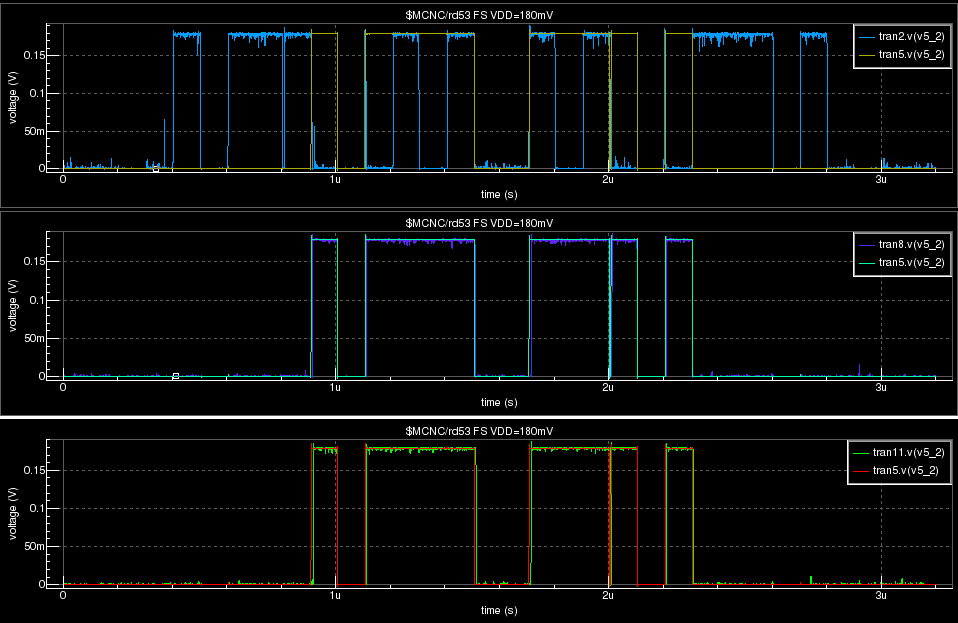 $MCNC/rd53 FS VDD=180mV
tran2.v(v5_2)
tran5.v(v5_2)
voltage (V)
0.15
0.1
50m
0
0
1u
2u
3u
time (s)
$MCNC/rd53 FS VDD=180mV
tran8.v(v5_2)
tran5.v(v5_2)
voltage (V)
0.15
0.1
50m
0
0
1u
2u
3u
time (s)
$MCNC/rd53 FS VDD=180mV
tran11.v(v5_2)
tran5.v(v5_2)
voltage (V)
0.15
0.1
50m
0
0
1u
2u
3u
time (s)